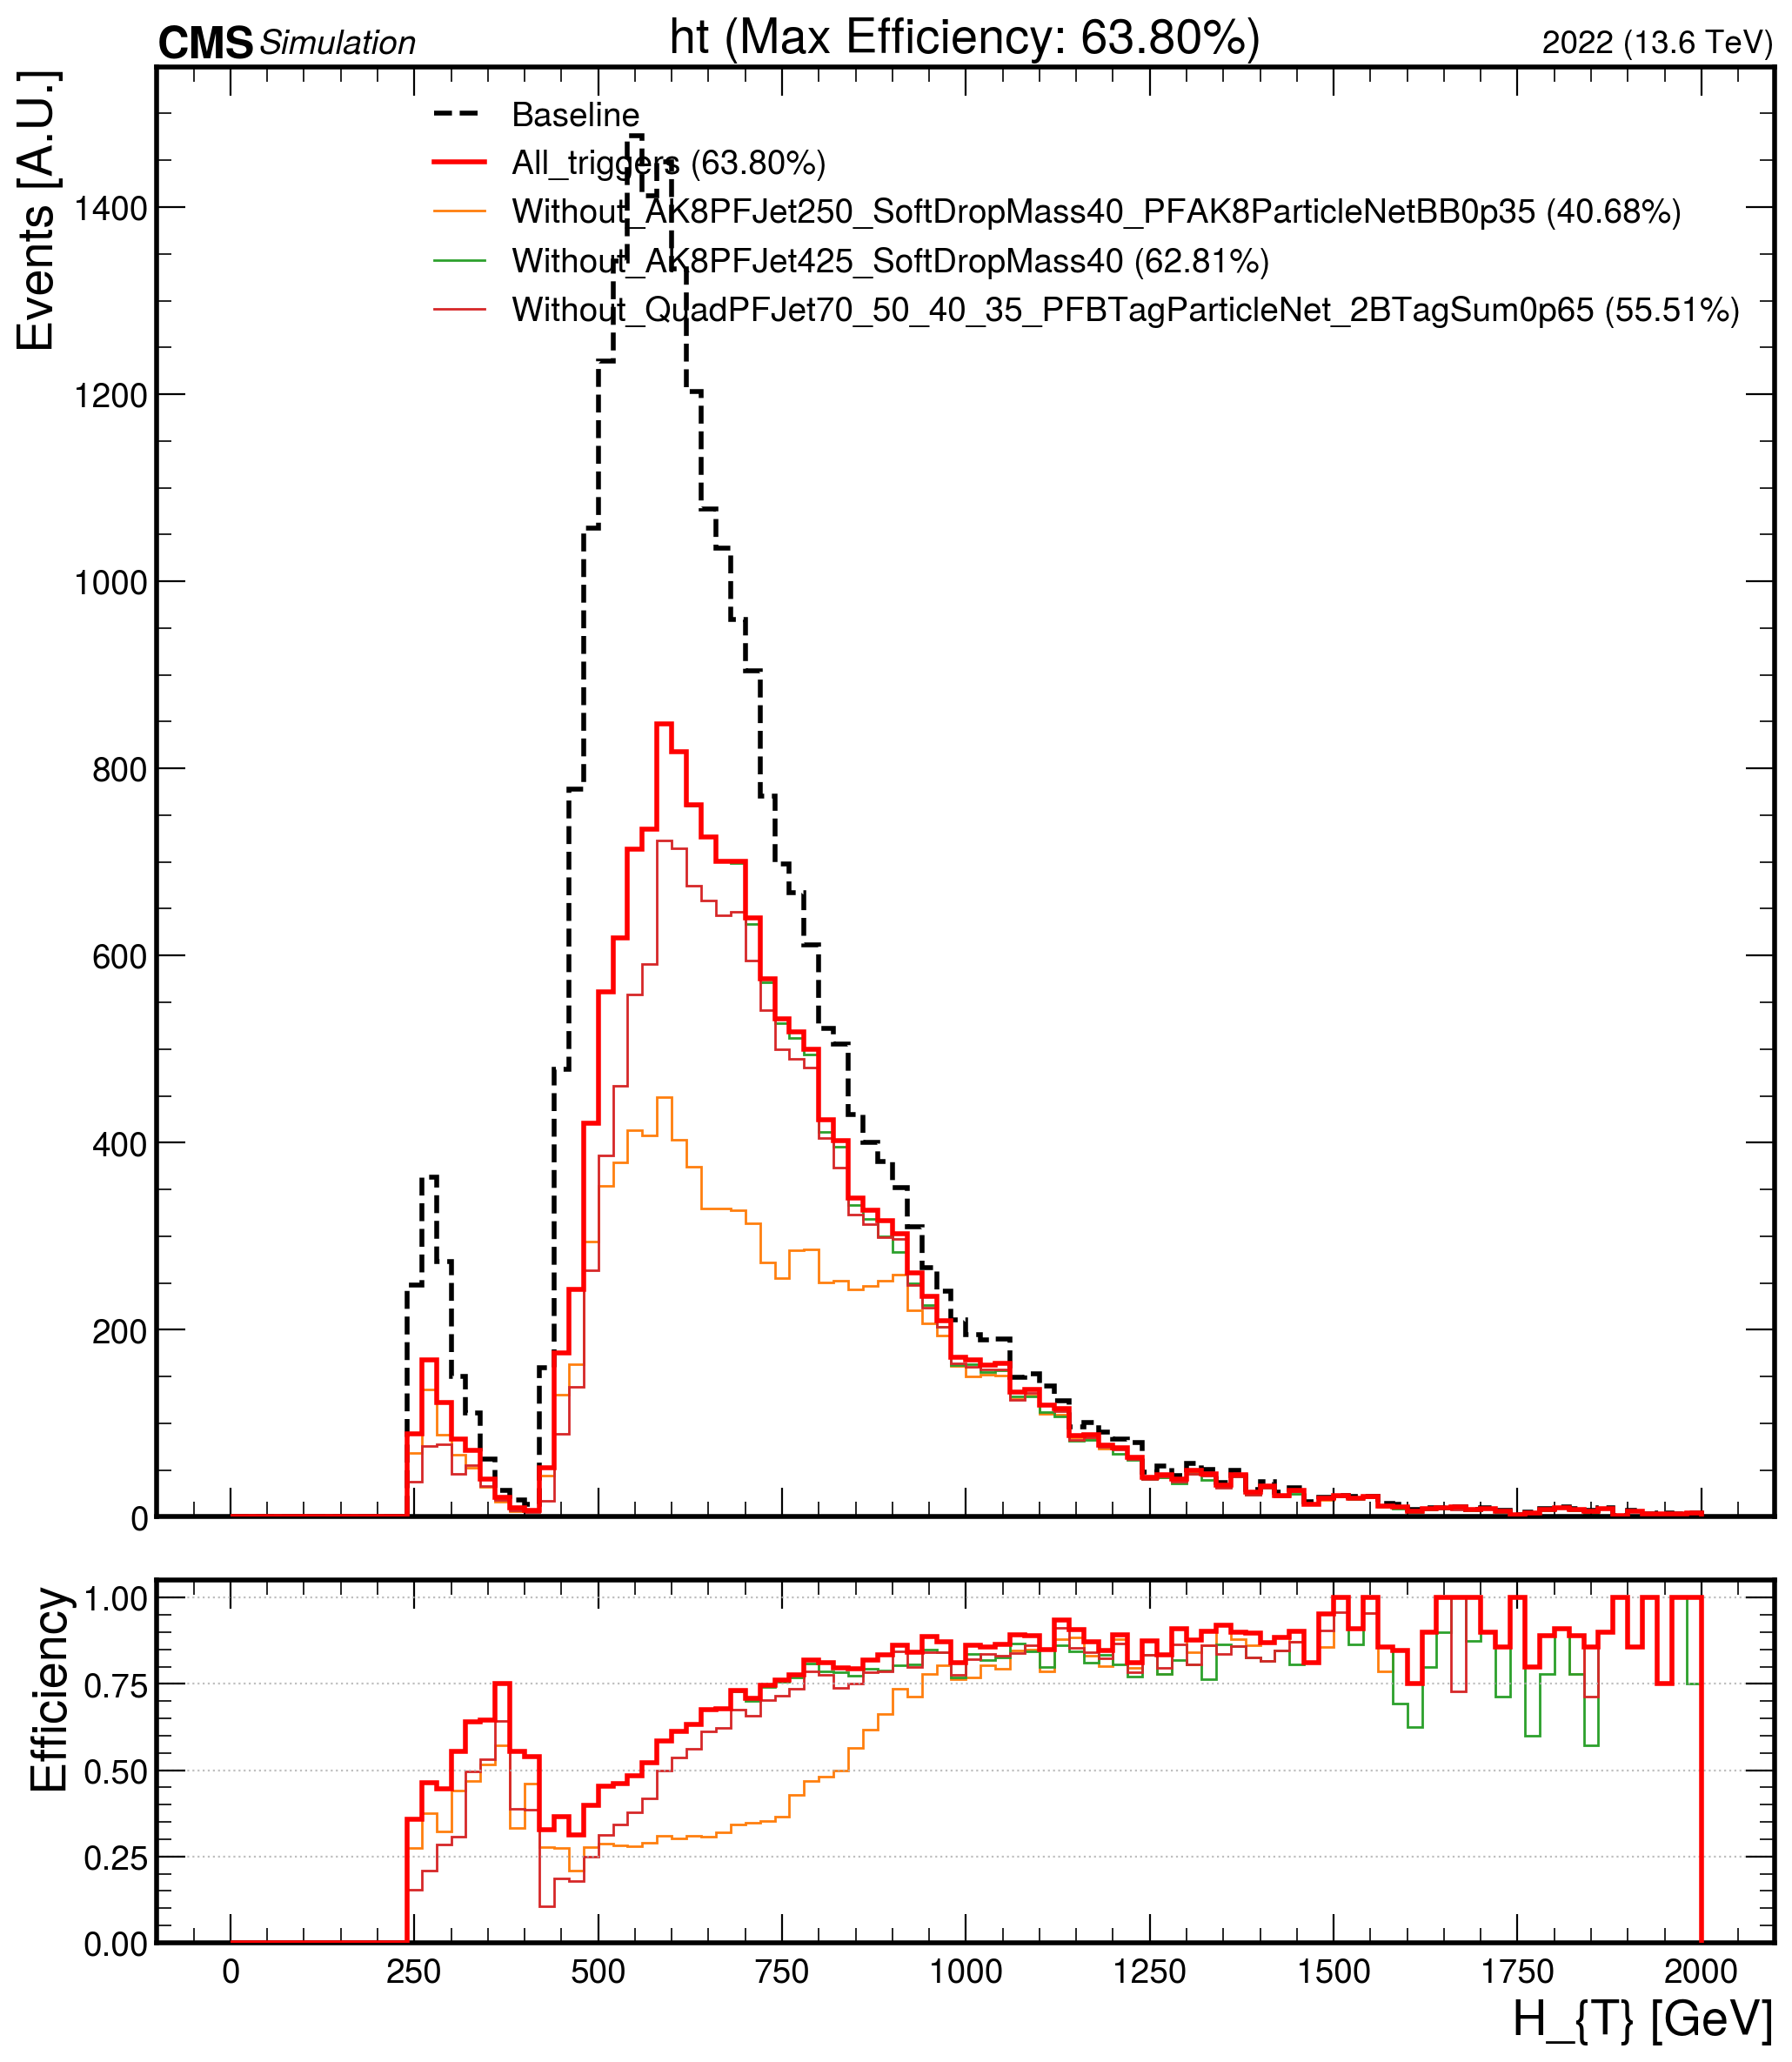 CMS Simulation
ht (Max Efficiency: 63.80%)
2022 (13.6 TeV)
Events [A.U.]
Baseline
All_triggers (63.80%)
Without_AK8PFJet250_SoftDropMass40_PFAK8ParticleNetBB0p35 (40.68%)
Without_AK8PFJet425_SoftDropMass40 (62.81%)
Without_QuadPFJet70_50_40_35_PFBTagParticleNet_2BTagSum0p65 (55.51%)
1400
1200
1000
800
600
400
200
0
Efficiency
1.00
0.75
0.50
0.25
0.00
0 250 500 750 1000 1250 1500 1750 2000
H_{T} [GeV]